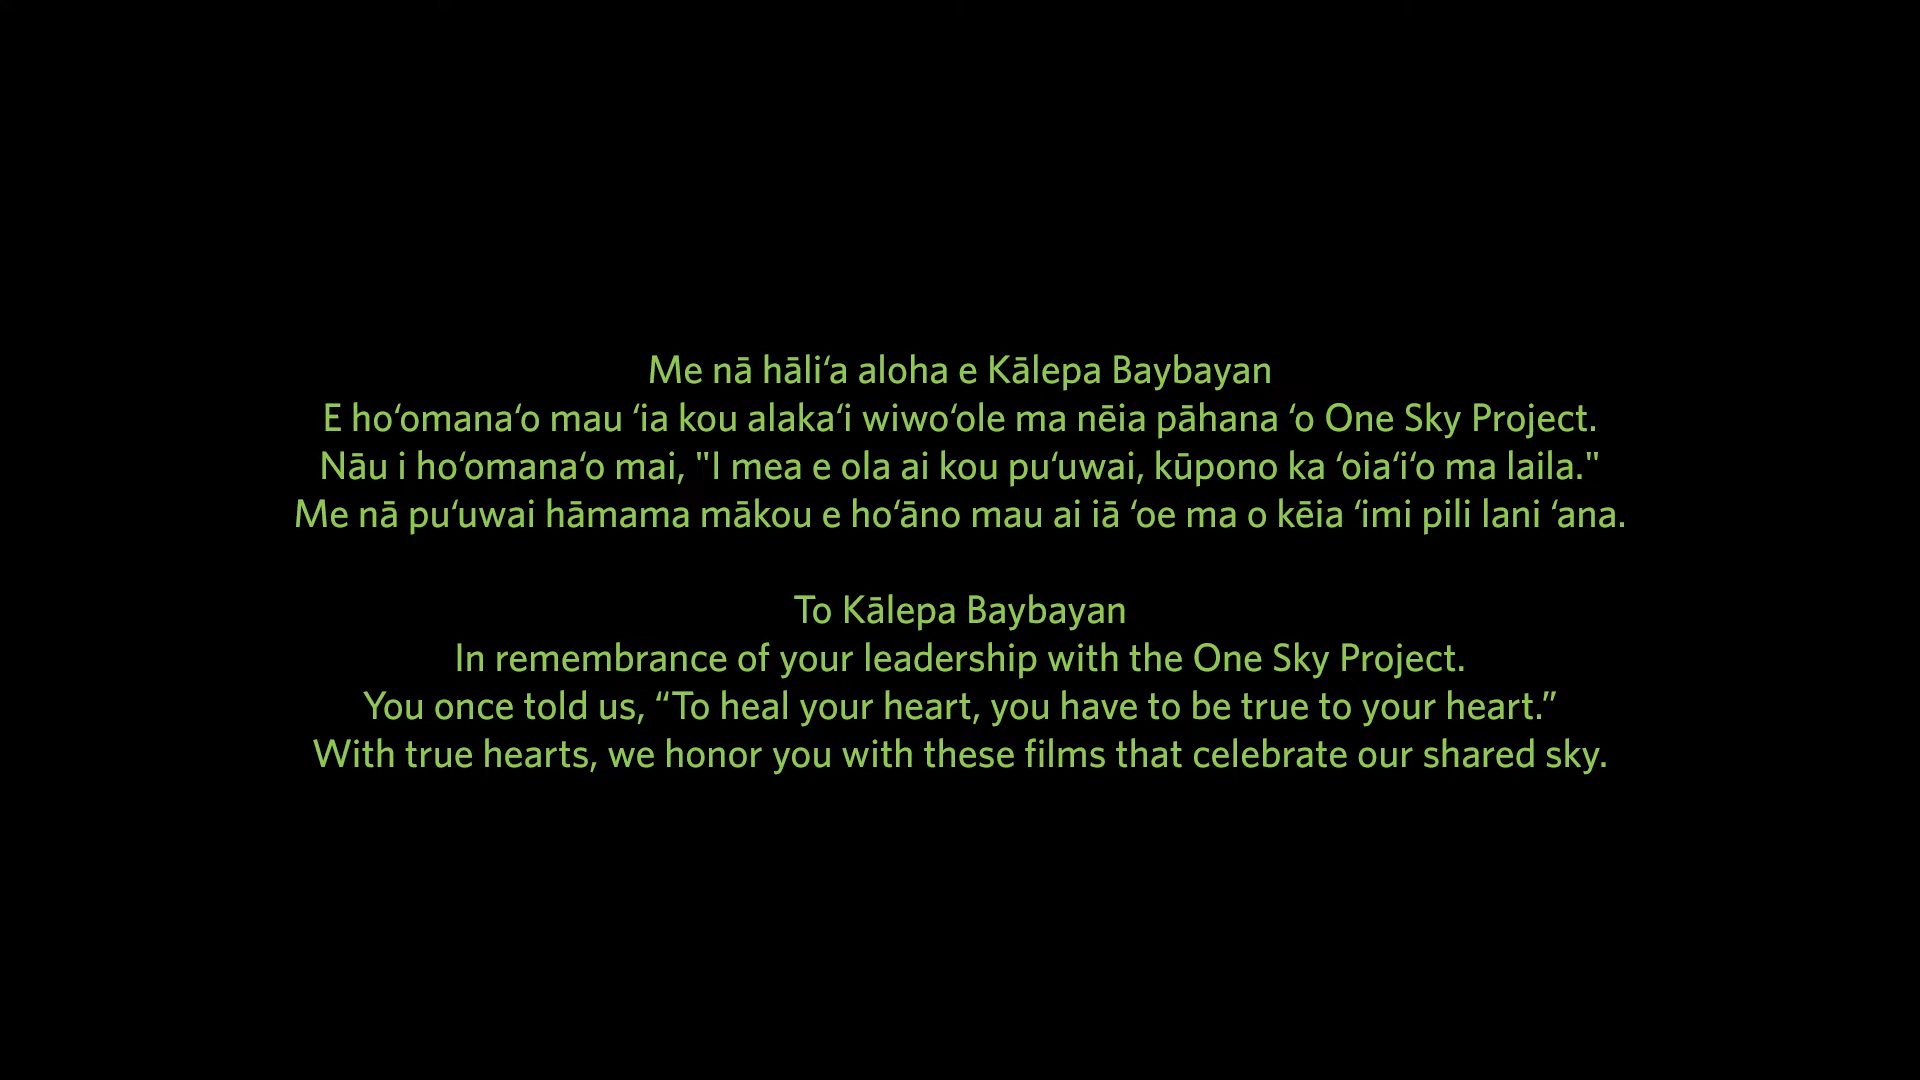 Me nā hāliʻa aloha e Kālepa Baybayan
E hoʻomanaʻo mau ʻia kou alakaʻi wiwoʻole ma nēia pāhana ʻo One Sky Project.
Nāu i hoʻomanaʻo mai, "I mea e ola ai kou puʻuwai, kūpono ka ʻoiaʻiʻo ma laila."
Me nā puʻuwai hāmama mākou e hoʻāno mau ai iā ʻoe ma o kēia ʻimi pili lani ʻana.
To Kālepa Baybayan
In remembrance of your leadership with the One Sky Project.
You once told us, “To heal your heart, you have to be true to your heart.”
With true hearts, we honor you with these films that celebrate our shared sky.